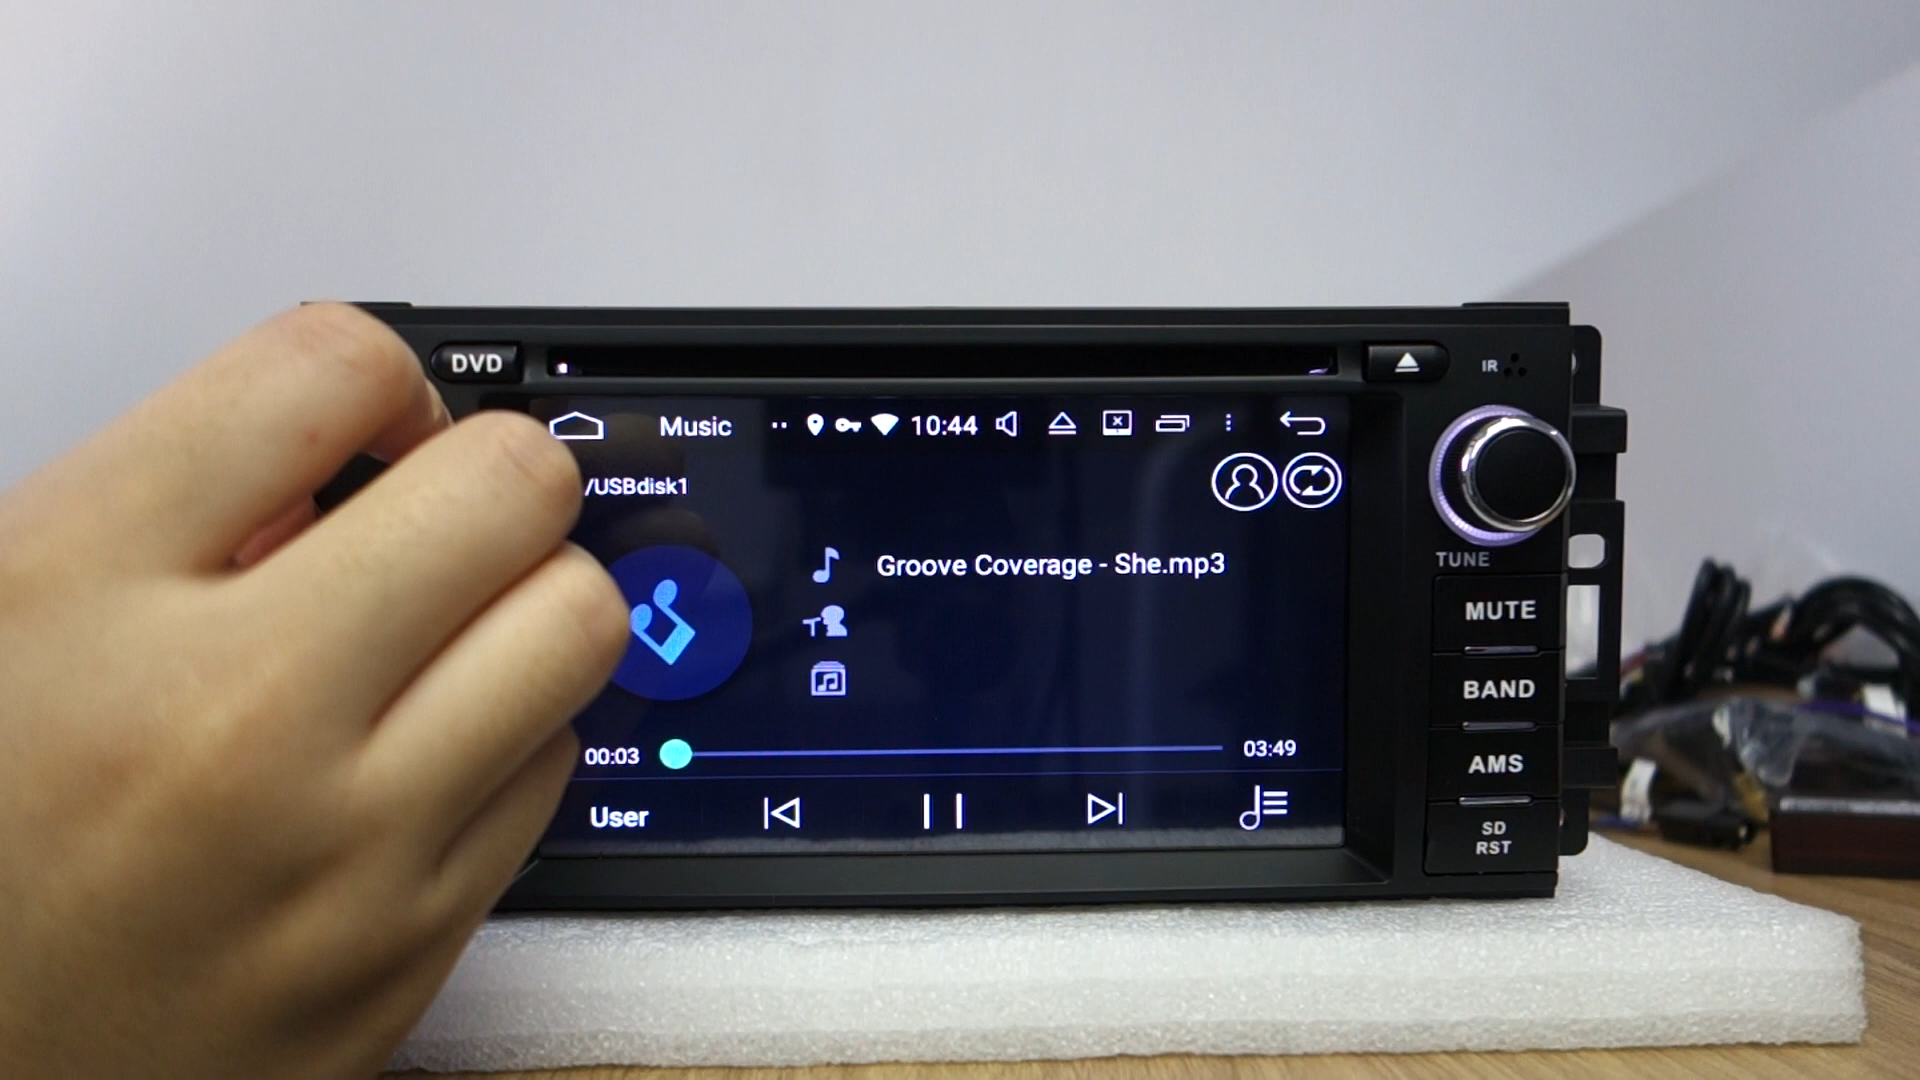 DVD
IR
Music
10:44
/USBdisk1
Groove Coverage - She.mp3
00:03
03:49
User
TUNE
MUTE
BAND
AMS
SD
RST